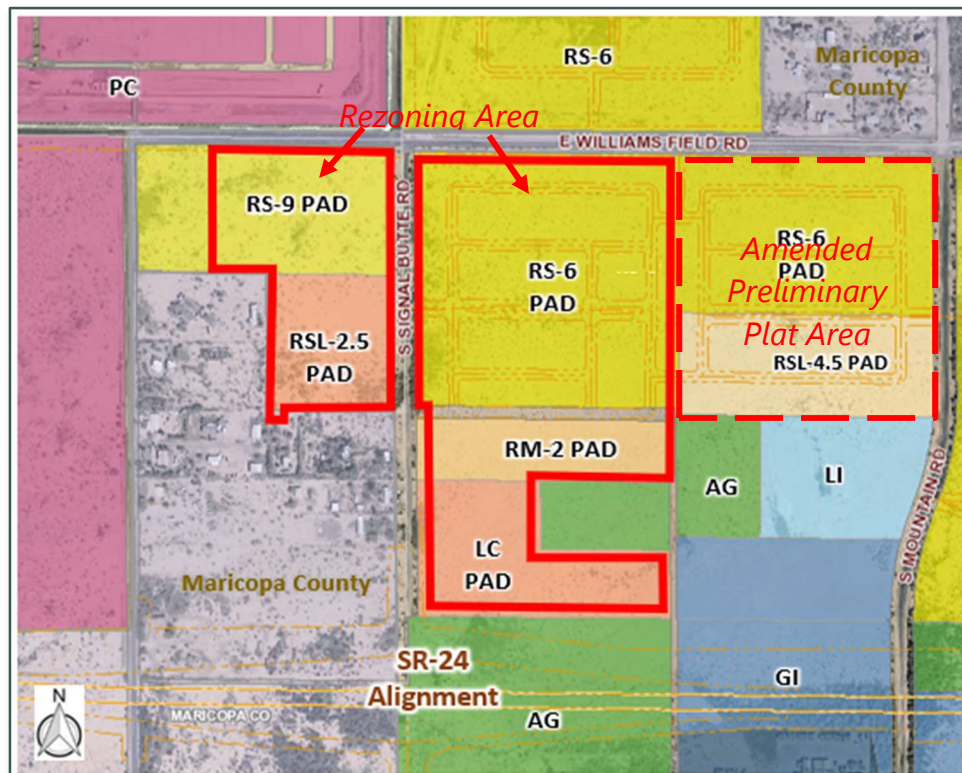 RS-6
Maricopa
County
PC
Rezoning Area
E WILLIAMS FIELD RD
RS-9 PAD
S SIGNAL BUTTE RD
RS-6
PAD
RS-6
PAD
Amended
Preliminary
Plat Area
RSL-2.5
PAD
RSL-4.5 PAD
RM-2 PAD
AG
LI
S MOUNTAIN RD
LC
PAD
Maricopa County
SR-24
Alignment
GI
N
MARICOPA CO
AG